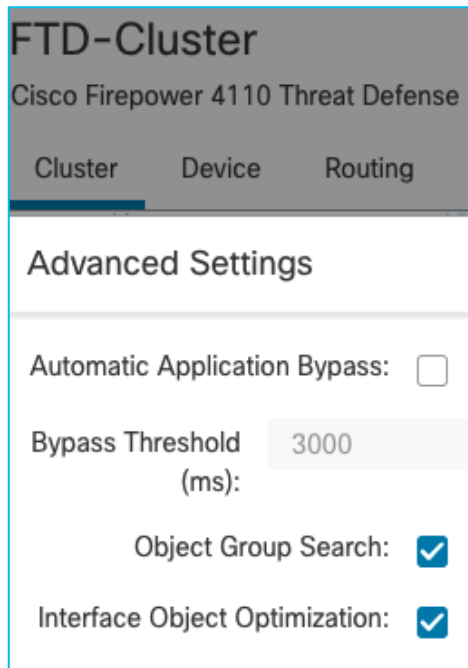 FTD-Cluster
Cisco Firepower 4110 Threat Defense
Cluster Device Routing
Advanced Settings
Automatic Application Bypass:
Bypass Threshold 3000
(ms):
Object Group Search:
Interface Object Optimization: